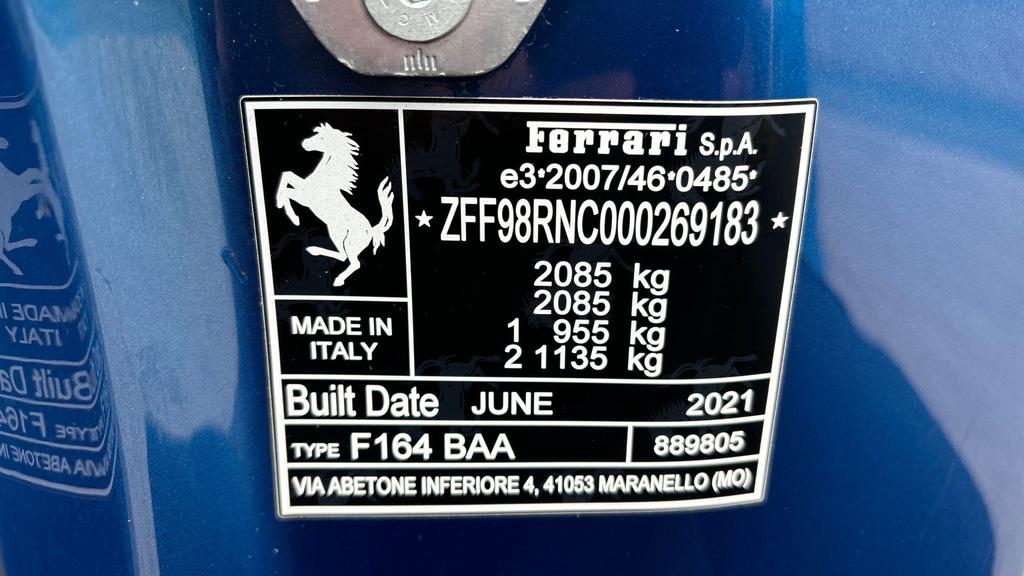 Ferrari S.p.A.
e3*2007/46*0485*
★ ZFF98RNC000269183 ★
2085 kg
2085 kg
1 955 kg
2 1135 kg
MADE IN
ITALY
Built Date JUNE 2021
TYPE F164 BAA 889805
VIA ABETONE INFERIORE 4, 41053 MARANELLO (MO)